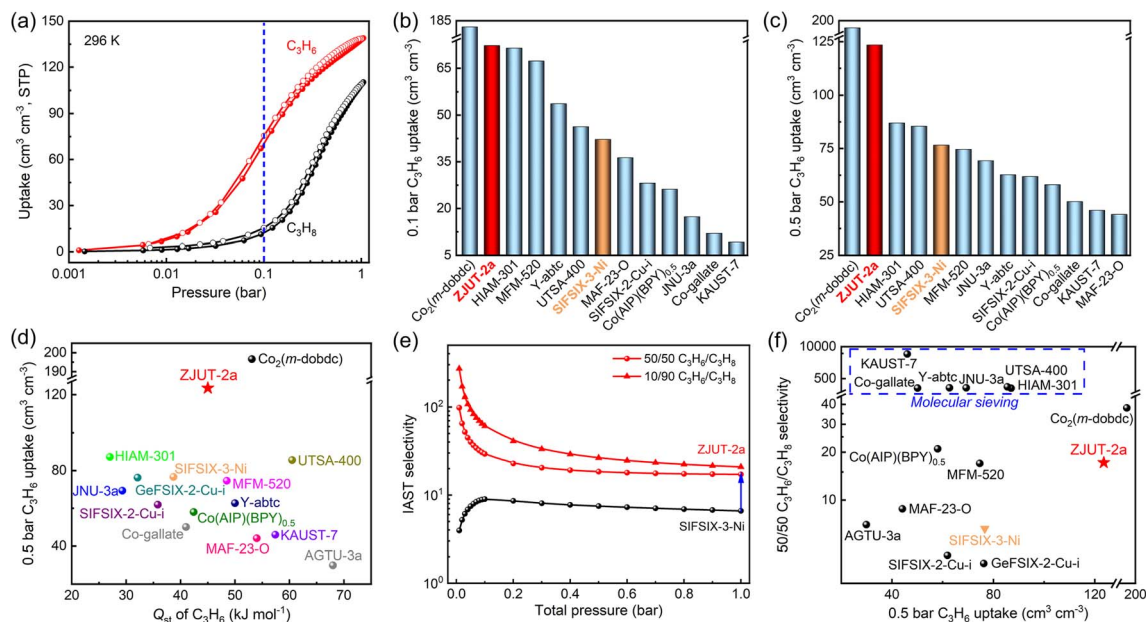 (a)
296 K
C₃H₆
C₃H₈
Uptake (cm³ cm⁻³, STP)
150
120
90
60
30
0
0.001
0.01
0.1
1
Pressure (bar)
(b)
0.1 bar C₃H₆ uptake (cm³ cm⁻³)
75
65
55
45
35
25
15
5
Co₂(m-dobdc)
ZJUT-2a
HIAM-301
MFM-520
Y-abtc
UTSA-400
SIFSIX-3-Ni
MAF-23-O
SIFSIX-2-Cu-i
Co(AIP)(BPY)₀.₅
JNU-3a
Co-gallate
KAUST-7
(c)
0.5 bar C₃H₆ uptake (cm³ cm⁻³)
200
125
100
75
50
25
Co₂(m-dobdc)
ZJUT-2a
HIAM-301
UTSA-400
SIFSIX-3-Ni
MFM-520
JNU-3a
Y-abtc
SIFSIX-2-Cu-i
Co(AIP)(BPY)₀.₅
Co-gallate
KAUST-7
MAF-23-O
(d)
0.5 bar C₃H₆ uptake (cm³ cm⁻³)
200
190
120
100
80
60
40
Co₂(m-dobdc)
ZJUT-2a
HIAM-301
SIFSIX-3-Ni
UTSA-400
JNU-3a
GeFSIX-2-Cu-i
MFM-520
SIFSIX-2-Cu-i
Y-abtc
Co(AIP)(BPY)₀.₅
Co-gallate
KAUST-7
MAF-23-O
AGTU-3a
20
30
40
50
60
70
Qst of C₃H₆ (kJ mol⁻¹)
(e)
50/50 C₃H₆/C₃H₈
10/90 C₃H₆/C₃H₈
ZJUT-2a
SIFSIX-3-Ni
IAST selectivity
10³
10²
10¹
10⁰
0.0
0.2
0.4
0.6
0.8
1.0
Total pressure (bar)
(f)
50/50 C₃H₆/C₃H₈ selectivity
10000
500
40
30
20
10
KAUST-7
UTSA-400
Co-gallate
Y-abtc
JNU-3a
HIAM-301
Molecular sieving
Co₂(m-dobdc)
Co(AIP)(BPY)₀.₅
ZJUT-2a
MFM-520
MAF-23-O
AGTU-3a
SIFSIX-3-Ni
SIFSIX-2-Cu-i
GeFSIX-2-Cu-i
40
60
80
120
200
0.5 bar C₃H₆ uptake (cm³ cm⁻³)